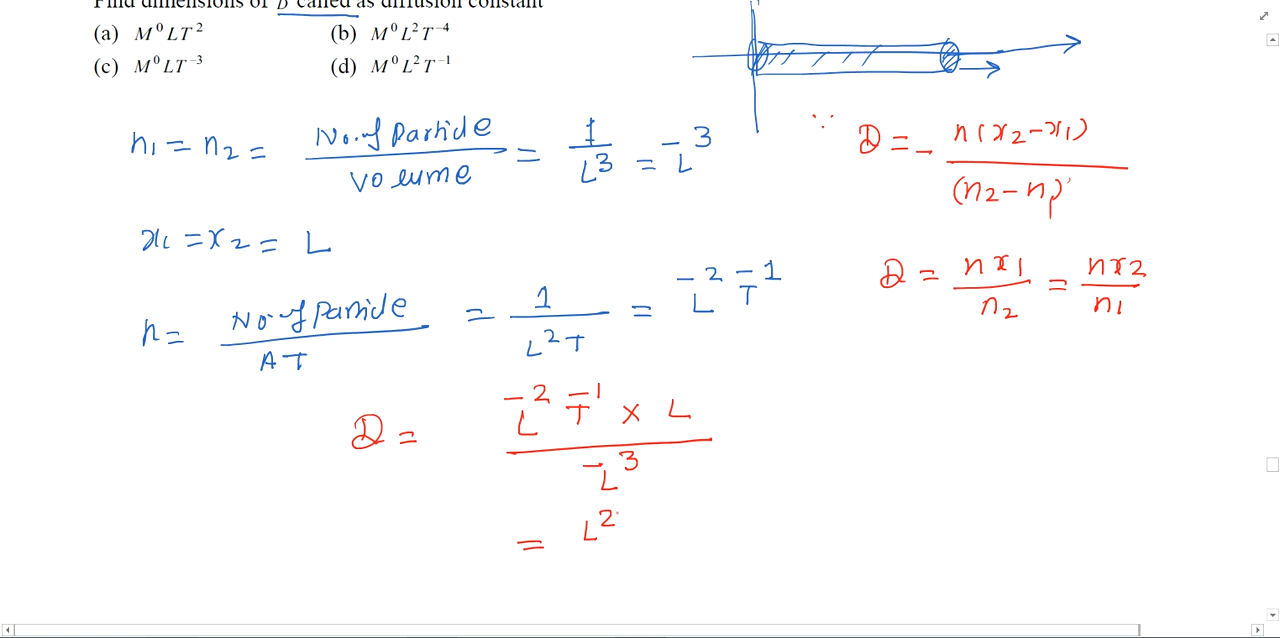 Find dimensions of D called as diffusion constant
(a) M⁰LT² (b) M⁰L²T⁻⁴
(c) M⁰LT⁻³ (d) M⁰L²T⁻¹
n₁ = n₂ = No. of Particle / Volume = 1 / L³ = L⁻³
∵ D = - n(x₂-x₁) / (n₂-n₁)
x₁ = x₂ = L
D = nx₁ / n₂ = nx₂ / n₁
n = No. of Particle / AT = 1 / L²T = L⁻² T⁻¹
D = L⁻² T⁻¹ × L / L⁻³
= L²